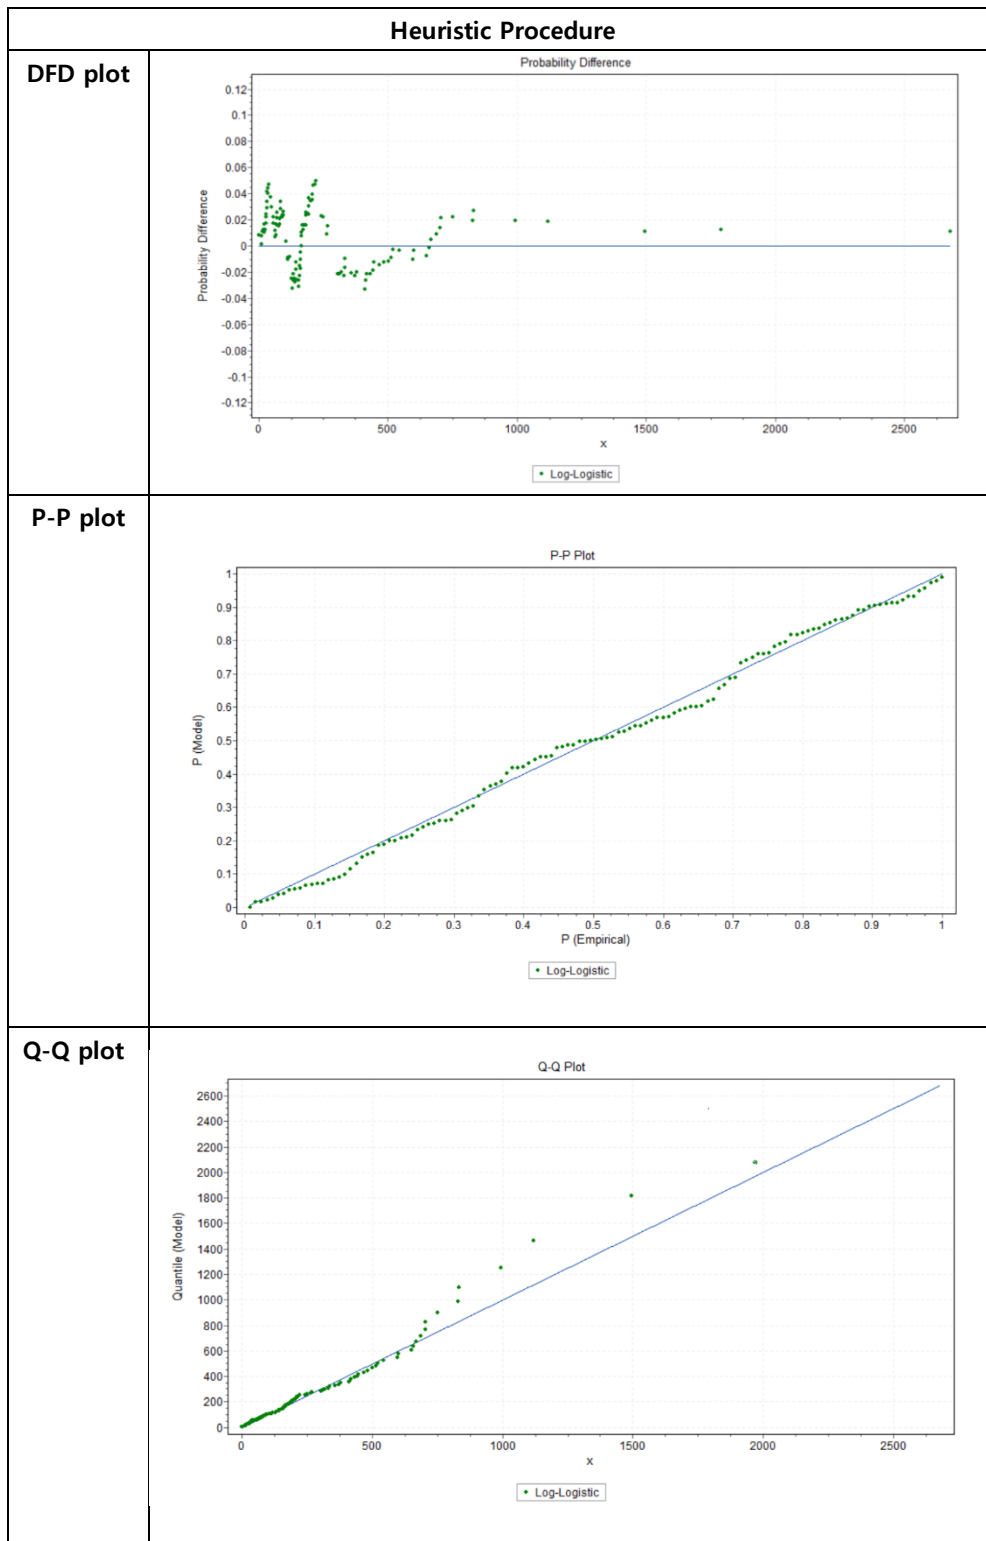 Heuristic Procedure
DFD plot
Probability Difference
Probability Difference
0.12
0.1
0.08
0.06
0.04
0.02
0
-0.02
-0.04
-0.06
-0.08
-0.1
-0.12
0 500 1000 1500 2000 2500
x
Log-Logistic
P-P plot
P-P Plot
P (Model)
1
0.9
0.8
0.7
0.6
0.5
0.4
0.3
0.2
0.1
0
0 0.1 0.2 0.3 0.4 0.5 0.6 0.7 0.8 0.9 1
P (Empirical)
Log-Logistic
Q-Q plot
Q-Q Plot
Quantile (Model)
2600
2400
2200
2000
1800
1600
1400
1200
1000
800
600
400
200
0
0 500 1000 1500 2000 2500
x
Log-Logistic